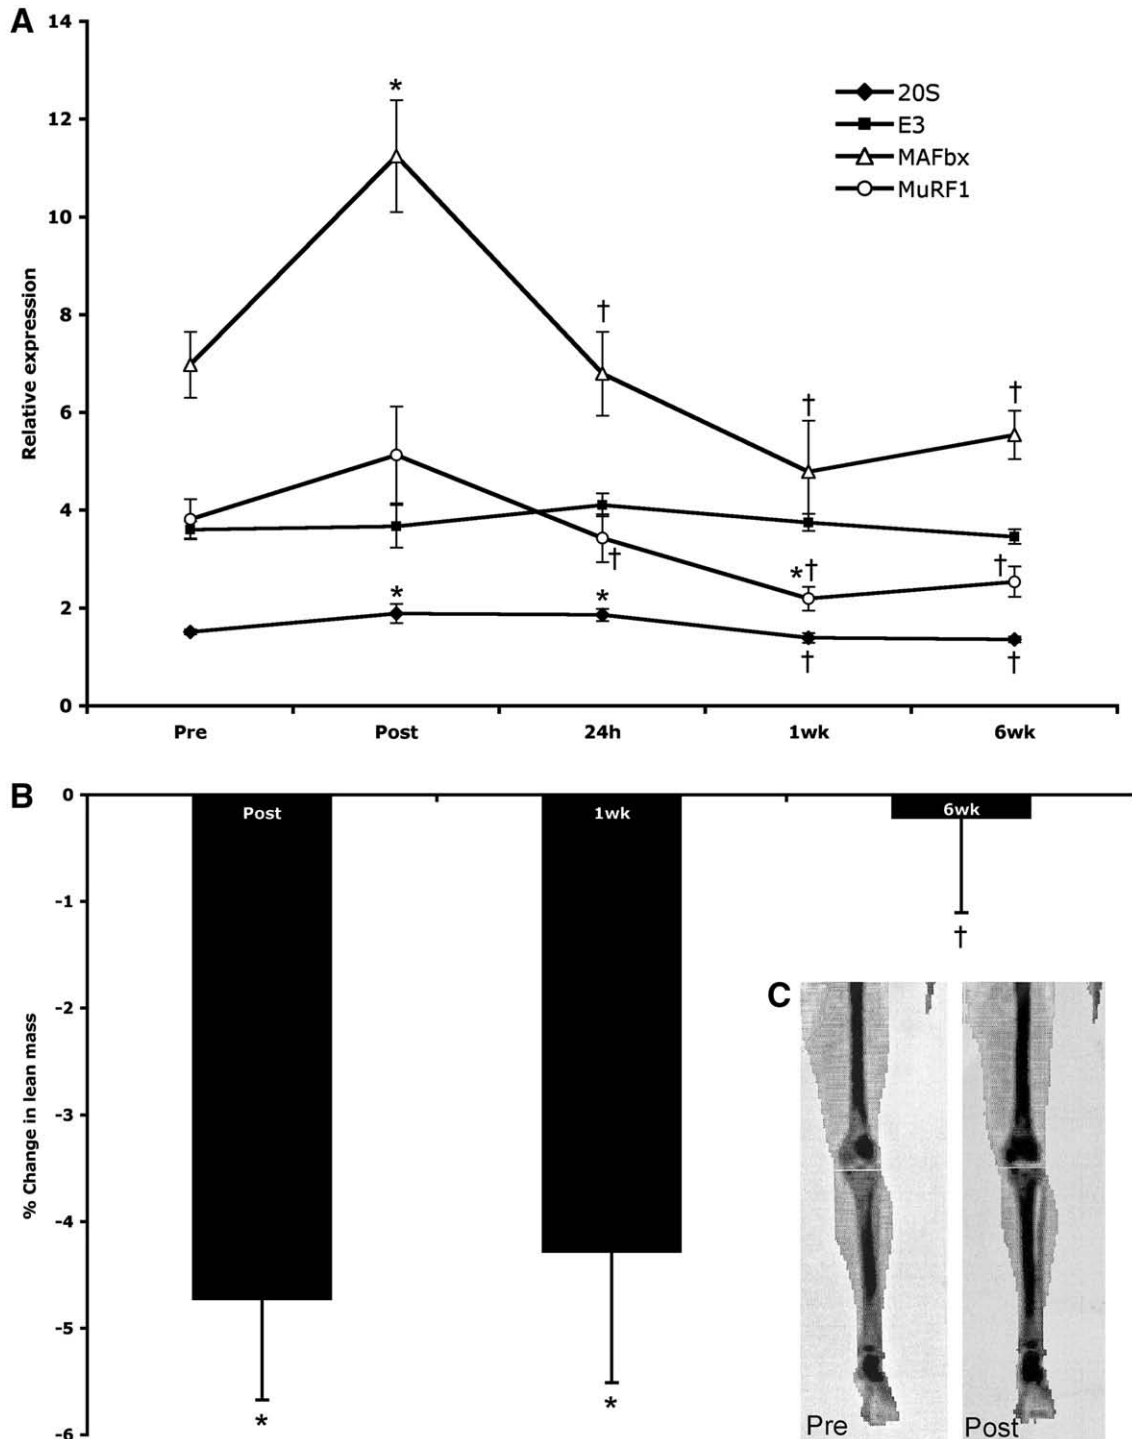 A
14
12
10
8
6
4
2
0
Relative expression
20S
E3
MAFbx
MuRF1
*
†
†
†
*
*
†
*†
†
†
†
Pre
Post
24h
1wk
6wk
B
0
-1
-2
-3
-4
-5
-6
% Change in lean mass
Post
1wk
6wk
†
*
*
C
Pre
Post